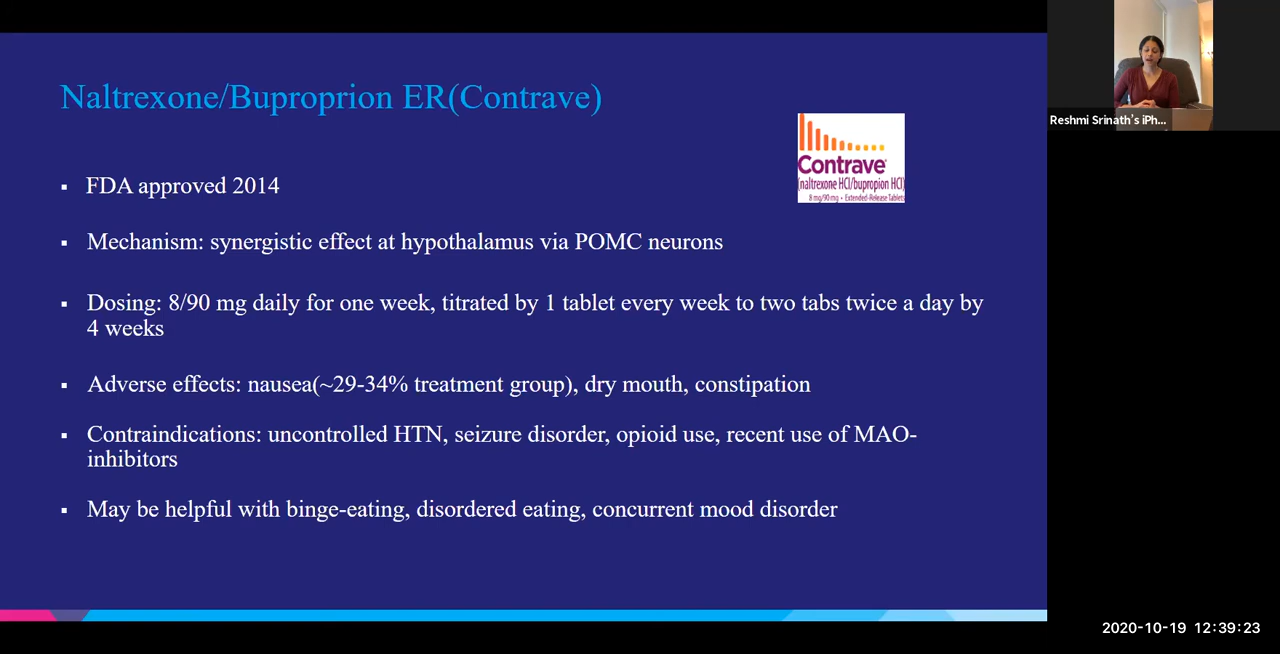 Naltrexone/Buproprion ER(Contrave)
Contrave
(naltrexone HCl/bupropion HCl)
8 mg/90 mg • Extended-Release Tablets
▪ FDA approved 2014
▪ Mechanism: synergistic effect at hypothalamus via POMC neurons
▪ Dosing: 8/90 mg daily for one week, titrated by 1 tablet every week to two tabs twice a day by
4 weeks
▪ Adverse effects: nausea(~29-34% treatment group), dry mouth, constipation
▪ Contraindications: uncontrolled HTN, seizure disorder, opioid use, recent use of MAO-
inhibitors
▪ May be helpful with binge-eating, disordered eating, concurrent mood disorder
Reshmi Srinath's iPh...
2020-10-19 12:39:23